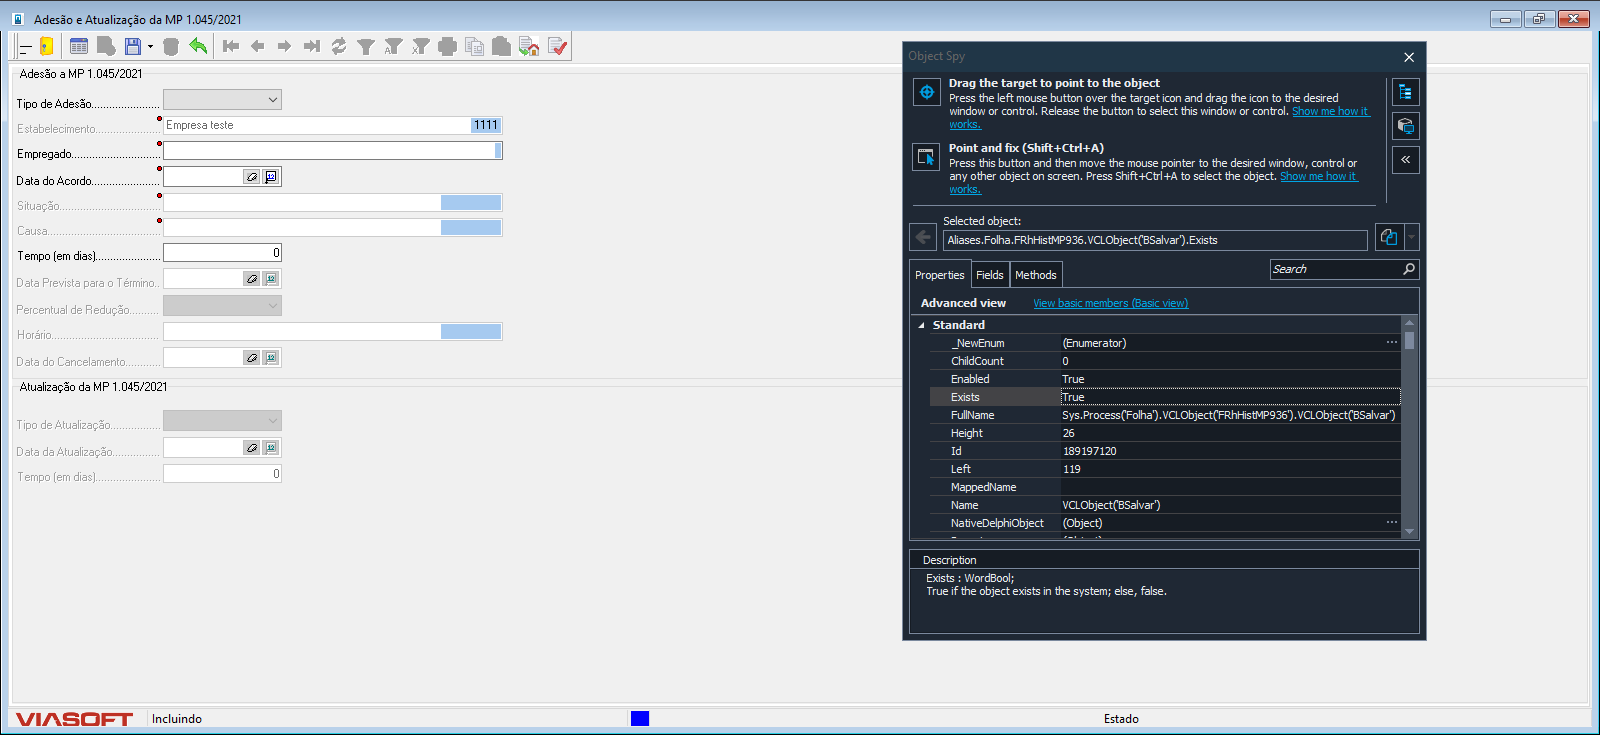 Adesão e Atualização da MP 1.045/2021
Adesão a MP 1.045/2021
Tipo de Adesão......................
Estabelecimento.....................
Empresa teste
1111
Empregado............................
Data do Acordo......................
12
Situação................................
Causa...................................
Tempo (em dias).....................
0
Data Prevista para o Término..
12
Percentual de Redução.........
Horário..................................
Data do Cancelamento...........
12
Atualização da MP 1.045/2021
Tipo de Atualização................
Data da Atualização...............
12
Tempo (em dias).....................
0
VIASOFT
Incluindo
Estado
Object Spy
Drag the target to point to the object
Press the left mouse button over the target icon and drag the icon to the desired
window or control. Release the button to select this window or control. Show me how it
works.
Point and fix (Shift+Ctrl+A)
Press this button and then move the mouse pointer to the desired window, control or
any other object on screen. Press Shift+Ctrl+A to select the object. Show me how it
works.
Selected object:
Aliases.Folha.FRhHistMP936.VCLObject('BSalvar').Exists
Properties
Fields
Methods
Search
Advanced view
View basic members (Basic view)
Standard
_NewEnum (Enumerator) ...
ChildCount 0
Enabled True
Exists True
FullName Sys.Process('Folha').VCLObject('FRhHistMP936').VCLObject('BSalvar')
Height 26
Id 189197120
Left 119
MappedName
Name VCLObject('BSalvar')
NativeDelphiObject (Object) ...
Description
Exists : WordBool;
True if the object exists in the system; else, false.